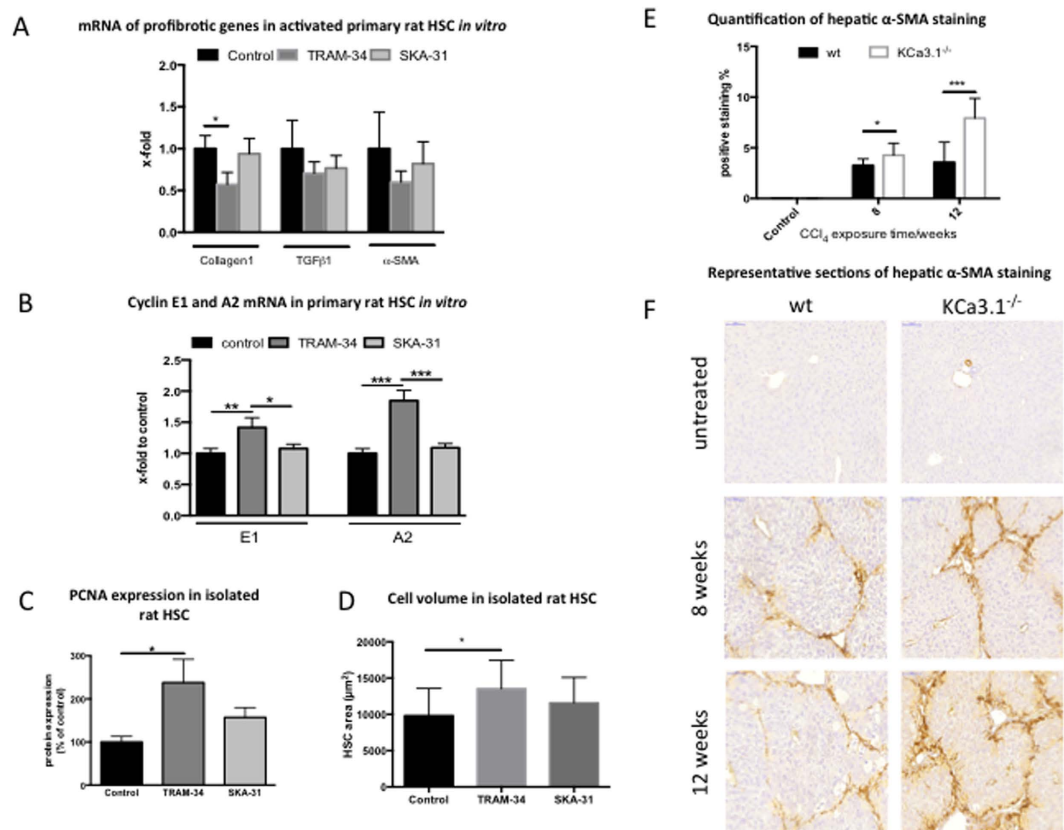 A
mRNA of profibrotic genes in activated primary rat HSC in vitro
Control TRAM-34 SKA-31
x-fold
2.0
1.5
1.0
0.5
0.0
*
Collagen1 TGFβ1 α-SMA
B
Cyclin E1 and A2 mRNA in primary rat HSC in vitro
control TRAM-34 SKA-31
x-fold to control
2.5
2.0
1.5
1.0
0.5
0.0
** * *** ***
E1 A2
C
PCNA expression in isolated
rat HSC
protein expression
(% of control)
300
200
100
0
*
Control TRAM-34 SKA-31
D
Cell volume in isolated rat HSC
HSC area (µm²)
20000
15000
10000
5000
0
*
Control TRAM-34 SKA-31
E
Quantification of hepatic α-SMA staining
wt KCa3.1⁻/⁻
positive staining %
15
10
5
0
* ***
Control 8 12
CCl₄ exposure time/weeks
Representative sections of hepatic α-SMA staining
F
wt KCa3.1⁻/⁻
untreated
8 weeks
12 weeks